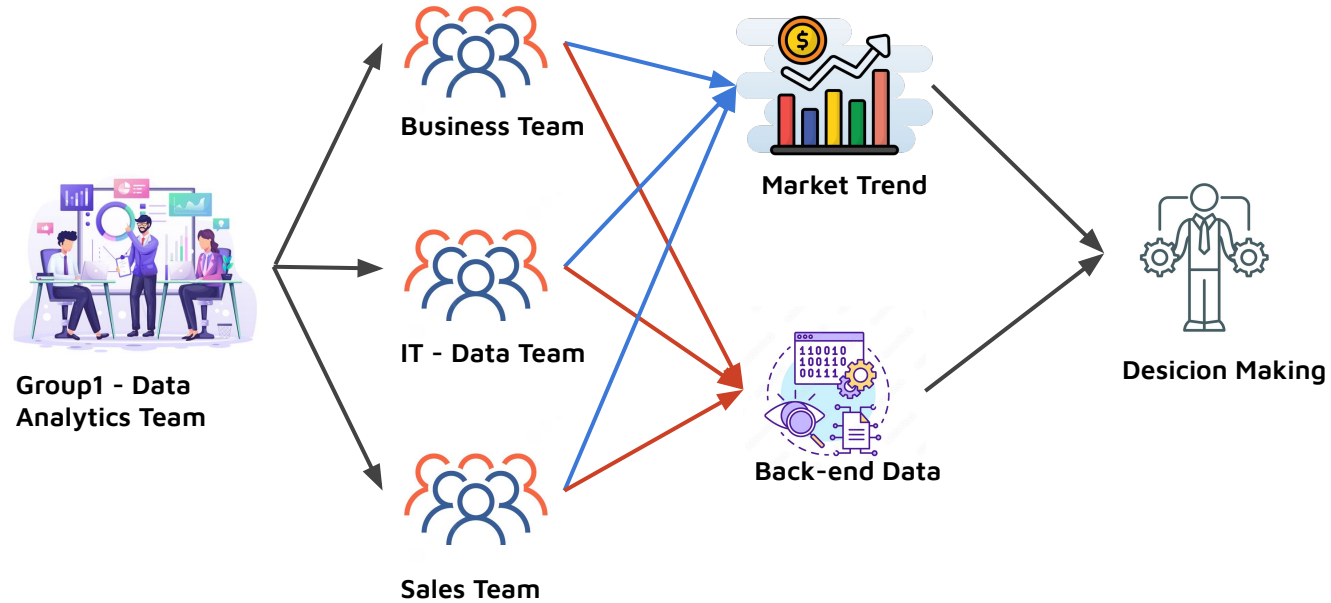 Business Team
$
Market Trend
IT - Data Team
Group1 - Data
Analytics Team
110010
100110
00111
Back-end Data
Desicion Making
Sales Team